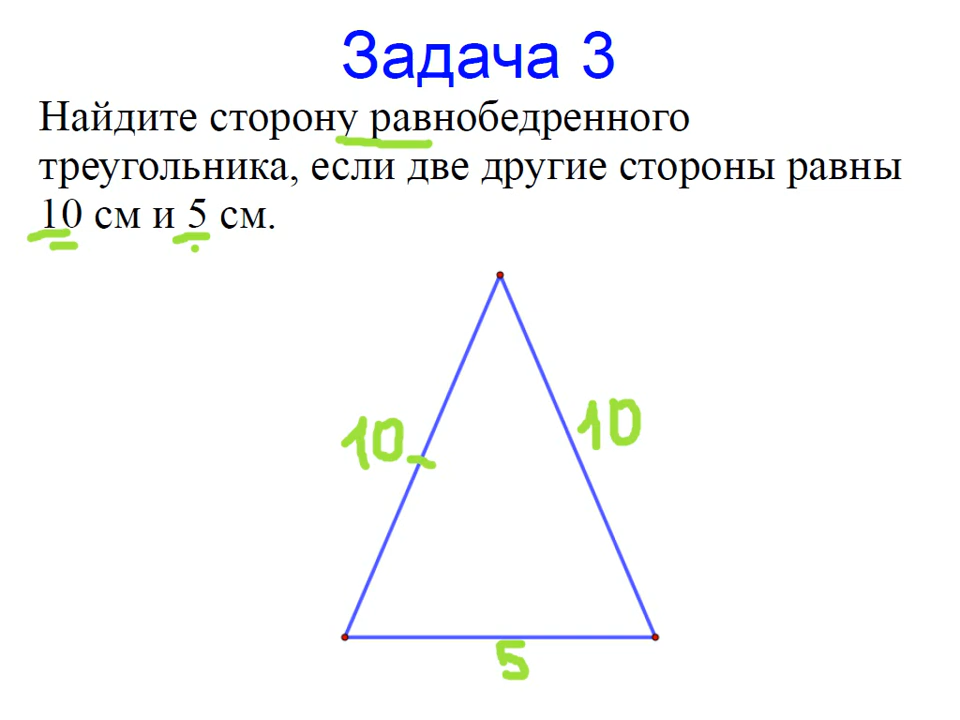 Задача 3
Найдите сторону равнобедренного
треугольника, если две другие стороны равны
10 см и 5 см.
10
10
5